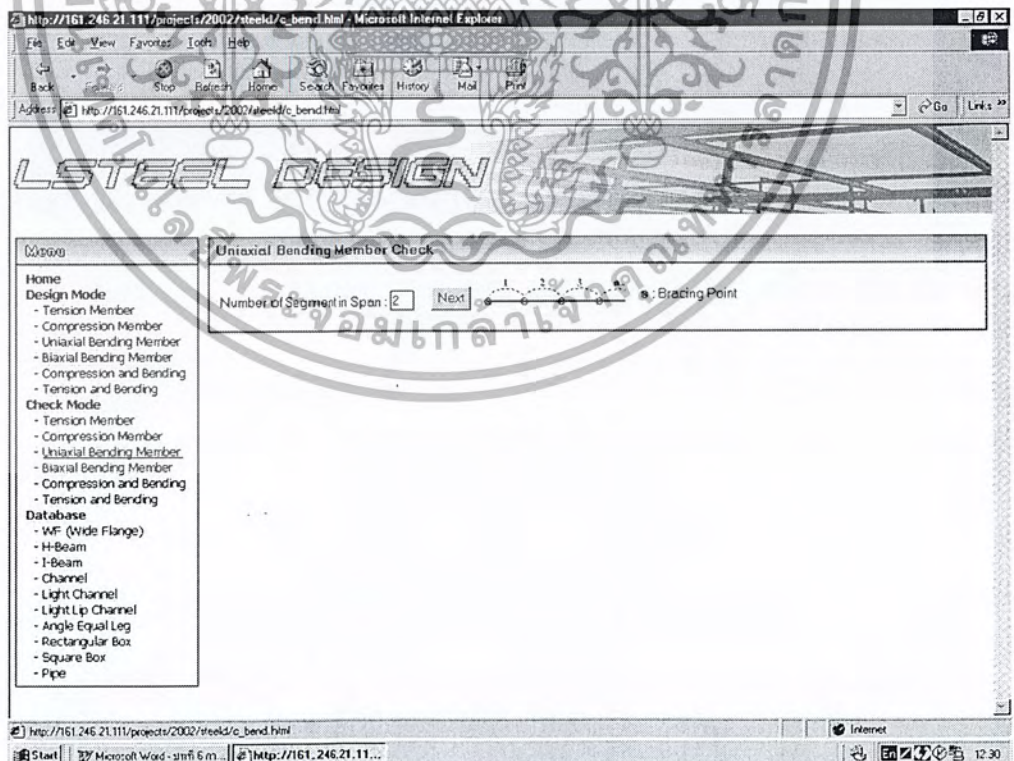 http://161.246.21.111/projects/2002/steeld/c_bend.html - Microsoft Internet Explorer
File Edit View Favorites Tools Help
Back Stop Refresh Home Search Favorites History Mail Print
Address http://161.246.21.111/projects/2002/steeld/c_bend.html Go Links »
LSTEEL DESIGN
Menu
Home
Design Mode
- Tension Member
- Compression Member
- Uniaxial Bending Member
- Biaxial Bending Member
- Compression and Bending
- Tension and Bending
Check Mode
- Tension Member
- Compression Member
- Uniaxial Bending Member
- Biaxial Bending Member
- Compression and Bending
- Tension and Bending
Database
- WF (Wide Flange)
- H-Beam
- I-Beam
- Channel
- Light Channel
- Light Lip Channel
- Angle Equal Leg
- Rectangular Box
- Square Box
- Pipe
Uniaxial Bending Member Check
Number of Segment in Span : 2 Next 1 2 3 : Bracing Point
http://161.246.21.111/projects/2002/steeld/c_bend.html Internet
Start Microsoft Word - บทที่ 6 http://161.246.21.11... En 12:30